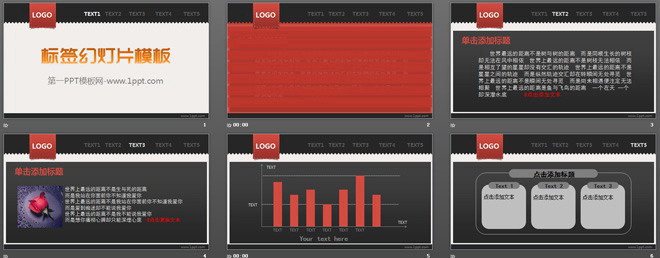 LOGO
TEXT1 TEXT2 TEXT3 TEXT4 TEXT5
标签幻灯片模板
第一PPT模板网-www.1ppt.com
1
LOGO
TEXT1 TEXT2 TEXT3 TEXT4 TEXT5
00:00
2
LOGO
TEXT1 TEXT2 TEXT3 TEXT4 TEXT5
单击添加标题
世界上最远的距离不是树与树的距离 而是同根生长的树枝
却无法在风中相依 世界上最远的距离不是树枝无法相依 而
是相互了望的星星却没有交汇的轨迹 世界上最远的距离不是
星星之间的轨迹 而是纵然轨迹交汇却在转瞬间无处寻觅 世
界上最远的距离不是瞬间无处寻觅 而是尚未相遇便注定无法
相聚 世界上最远的距离是鱼与飞鸟的距离 一个在天 一个
却深潜水底
点击添加文本
3
LOGO
TEXT1 TEXT2 TEXT3 TEXT4 TEXT5
单击添加标题
世界上最远的距离不是生与死的距离
而是我站在你面前你不知道我爱你
世界上最远的距离不是我站在你面前你不知道我爱你
而是爱到痴迷却不能说我爱你
世界上最远的距离不是我不能说我爱你
而是想你痛彻心脾却只能深埋心底
点击添加文本
4
LOGO
TEXT1 TEXT2 TEXT3 TEXT4 TEXT5
TEXT
TEXT
TEXT
TEXT TEXT TEXT TEXT TEXT TEXT TEXT
Your text here
00:00
5
LOGO
TEXT1 TEXT2 TEXT3 TEXT4 TEXT5
点击添加标题
Text 1 Text 2 Text 3
点击添加文本 点击添加文本 点击添加文本
6